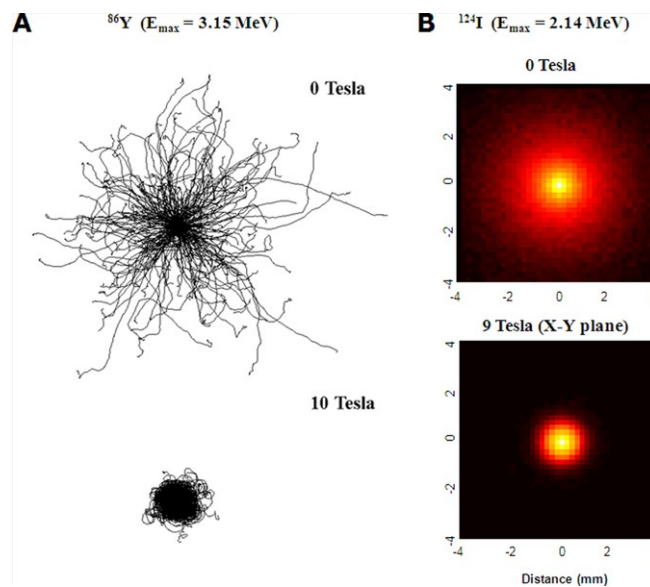 A
⁸⁶Y (Eₘₐₓ = 3.15 MeV)
0 Tesla
10 Tesla
B
¹²⁴I (Eₘₐₓ = 2.14 MeV)
0 Tesla
4
2
0
-2
-4
-4 -2 0 2
9 Tesla (X-Y plane)
4
2
0
-2
-4
-4 -2 0 2
Distance (mm)